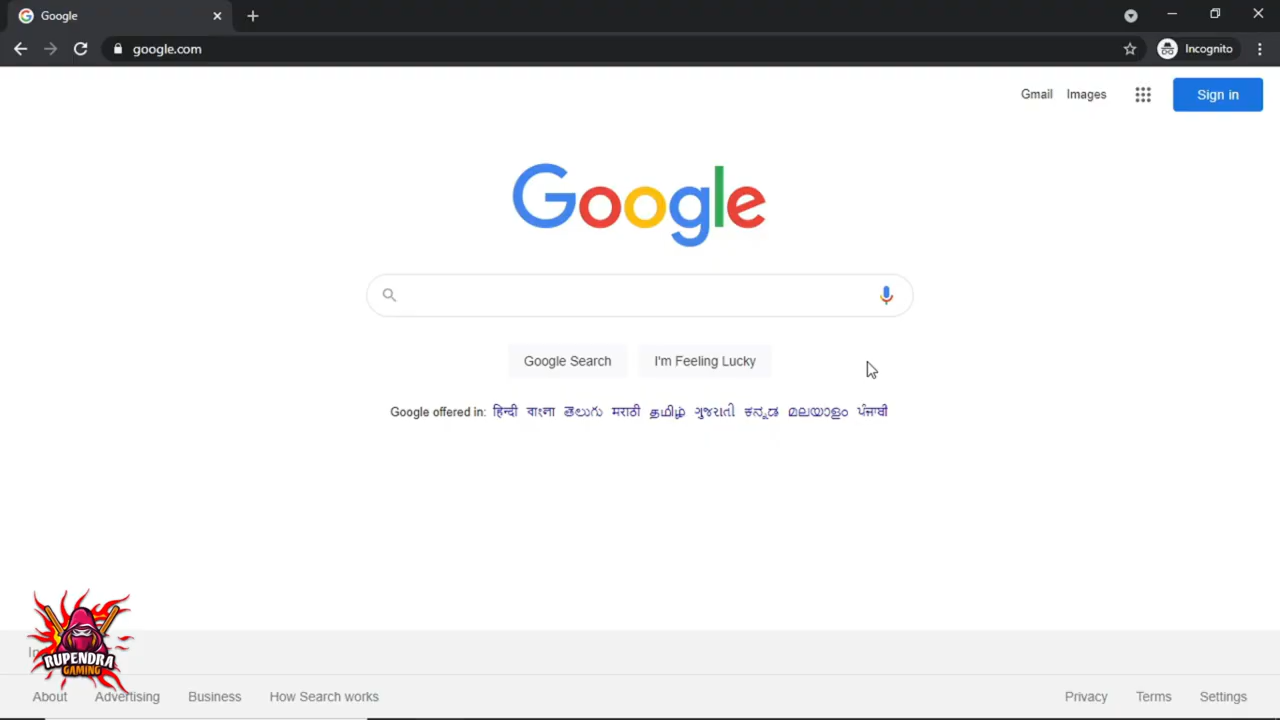 Google
google.com
Incognito
Gmail Images
Sign in
Google
Google Search I'm Feeling Lucky
Google offered in: हिन्दी বাংলা తెలుగు मराठी தமிழ் ગુજરાતી ಕನ್ನಡ മലയാളം ਪੰਜਾਬੀ
RUPENDRA
GAMING
About Advertising Business How Search works Privacy Terms Settings